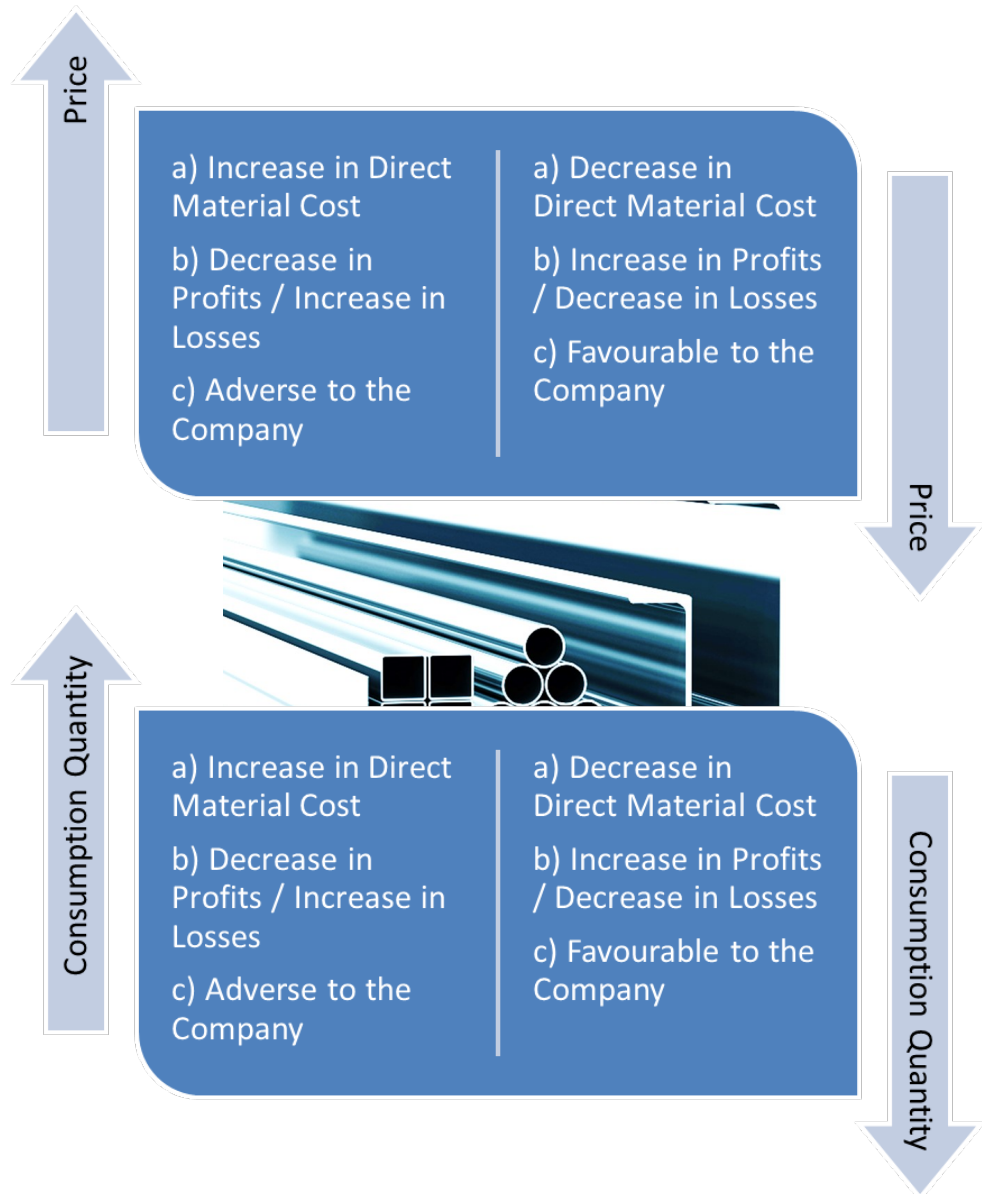 Price
a) Increase in Direct
Material Cost
b) Decrease in
Profits / Increase in
Losses
c) Adverse to the
Company
a) Decrease in
Direct Material Cost
b) Increase in Profits
/ Decrease in Losses
c) Favourable to the
Company
Price
Consumption Quantity
a) Increase in Direct
Material Cost
b) Decrease in
Profits / Increase in
Losses
c) Adverse to the
Company
a) Decrease in
Direct Material Cost
b) Increase in Profits
/ Decrease in Losses
c) Favourable to the
Company
Consumption Quantity